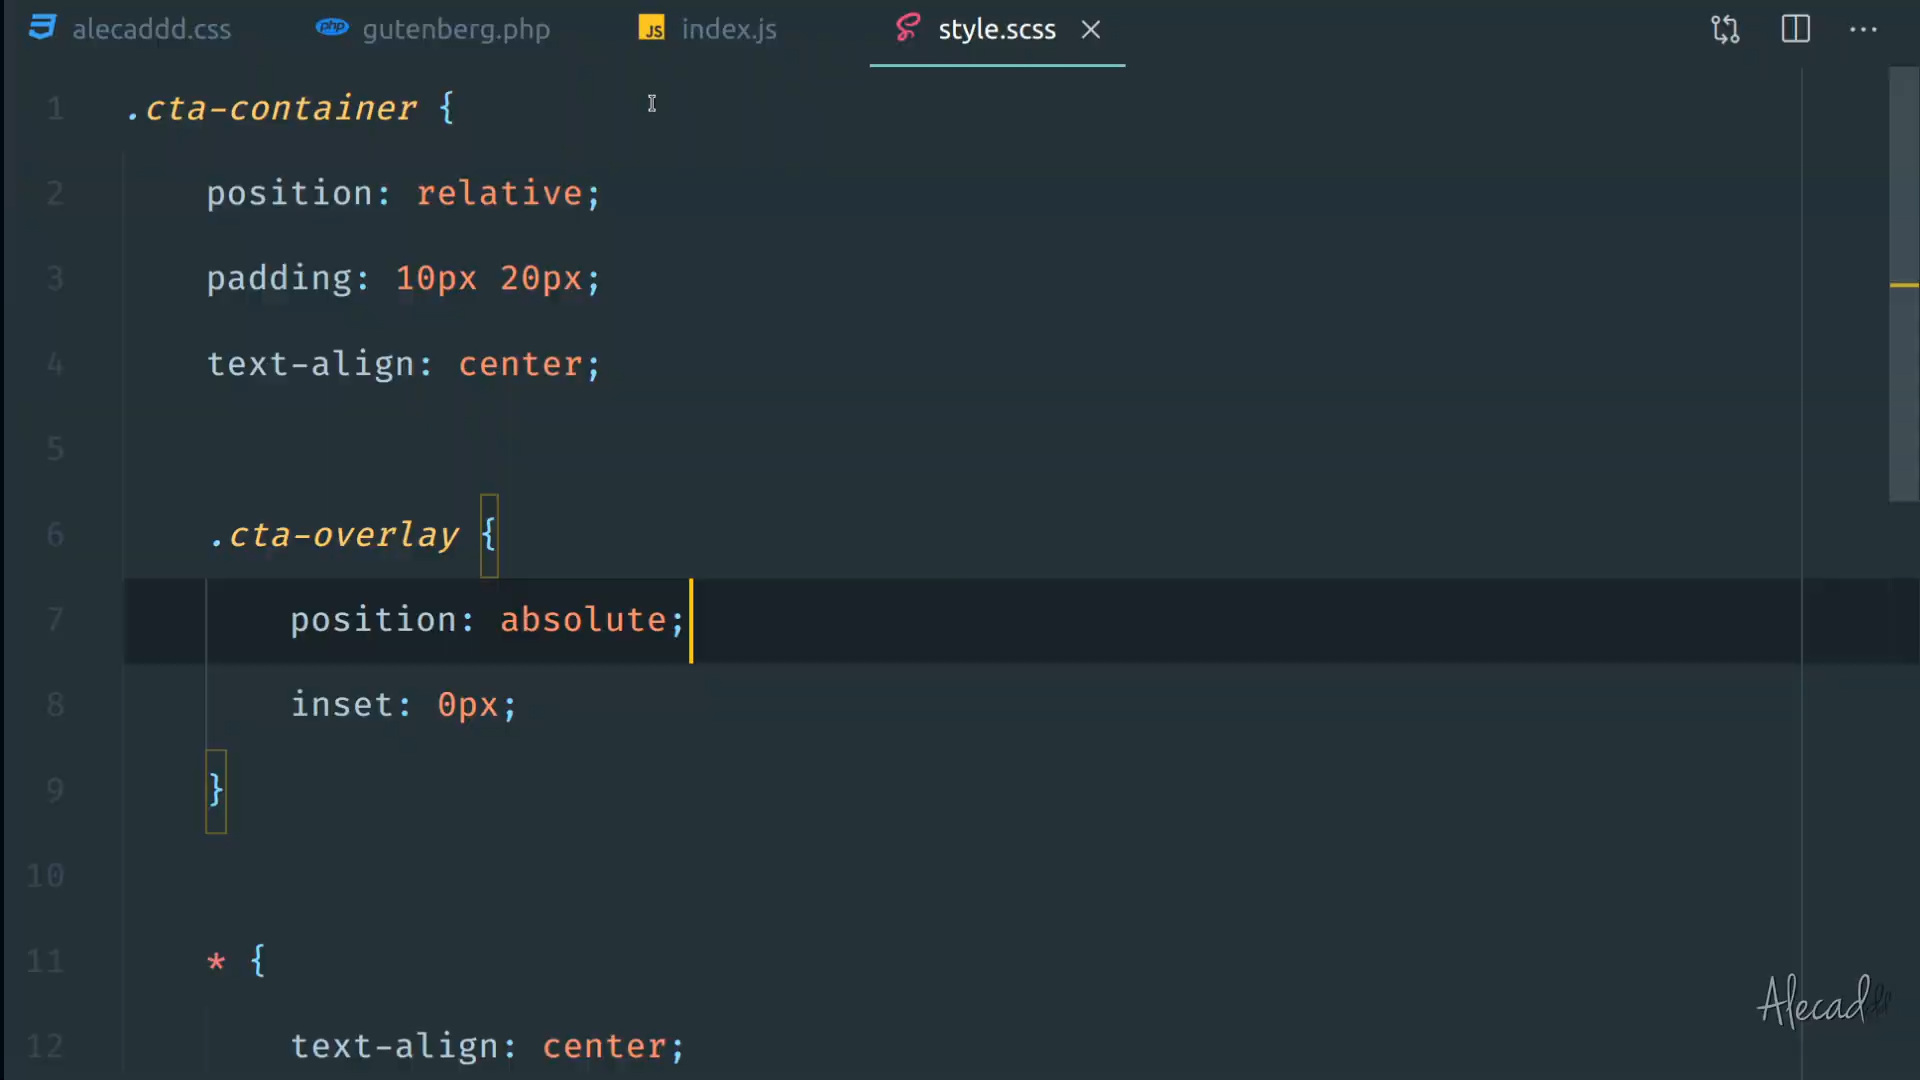 alecaddd.css gutenberg.php JS index.js style.scss
1 .cta-container {
2 position: relative;
3 padding: 10px 20px;
4 text-align: center;
5
6 .cta-overlay {
7 position: absolute;
8 inset: 0px;
9 }
10
11 * {
12 text-align: center;